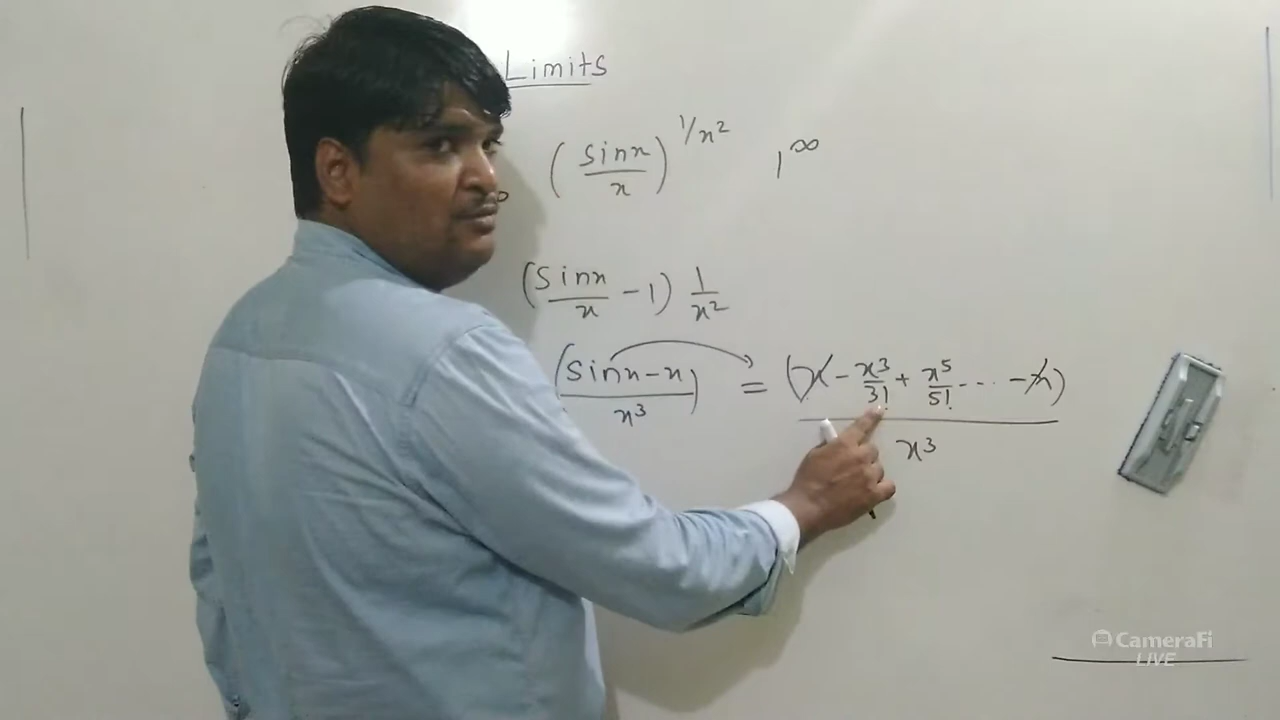 Limits
(sinx/x)^1/x² 1^∞
(sinx/x - 1) 1/x²
(sinx-x)/x³ = (x - x³/3! + x⁵/5! - ... - x)/x³
CameraFi
LIVE